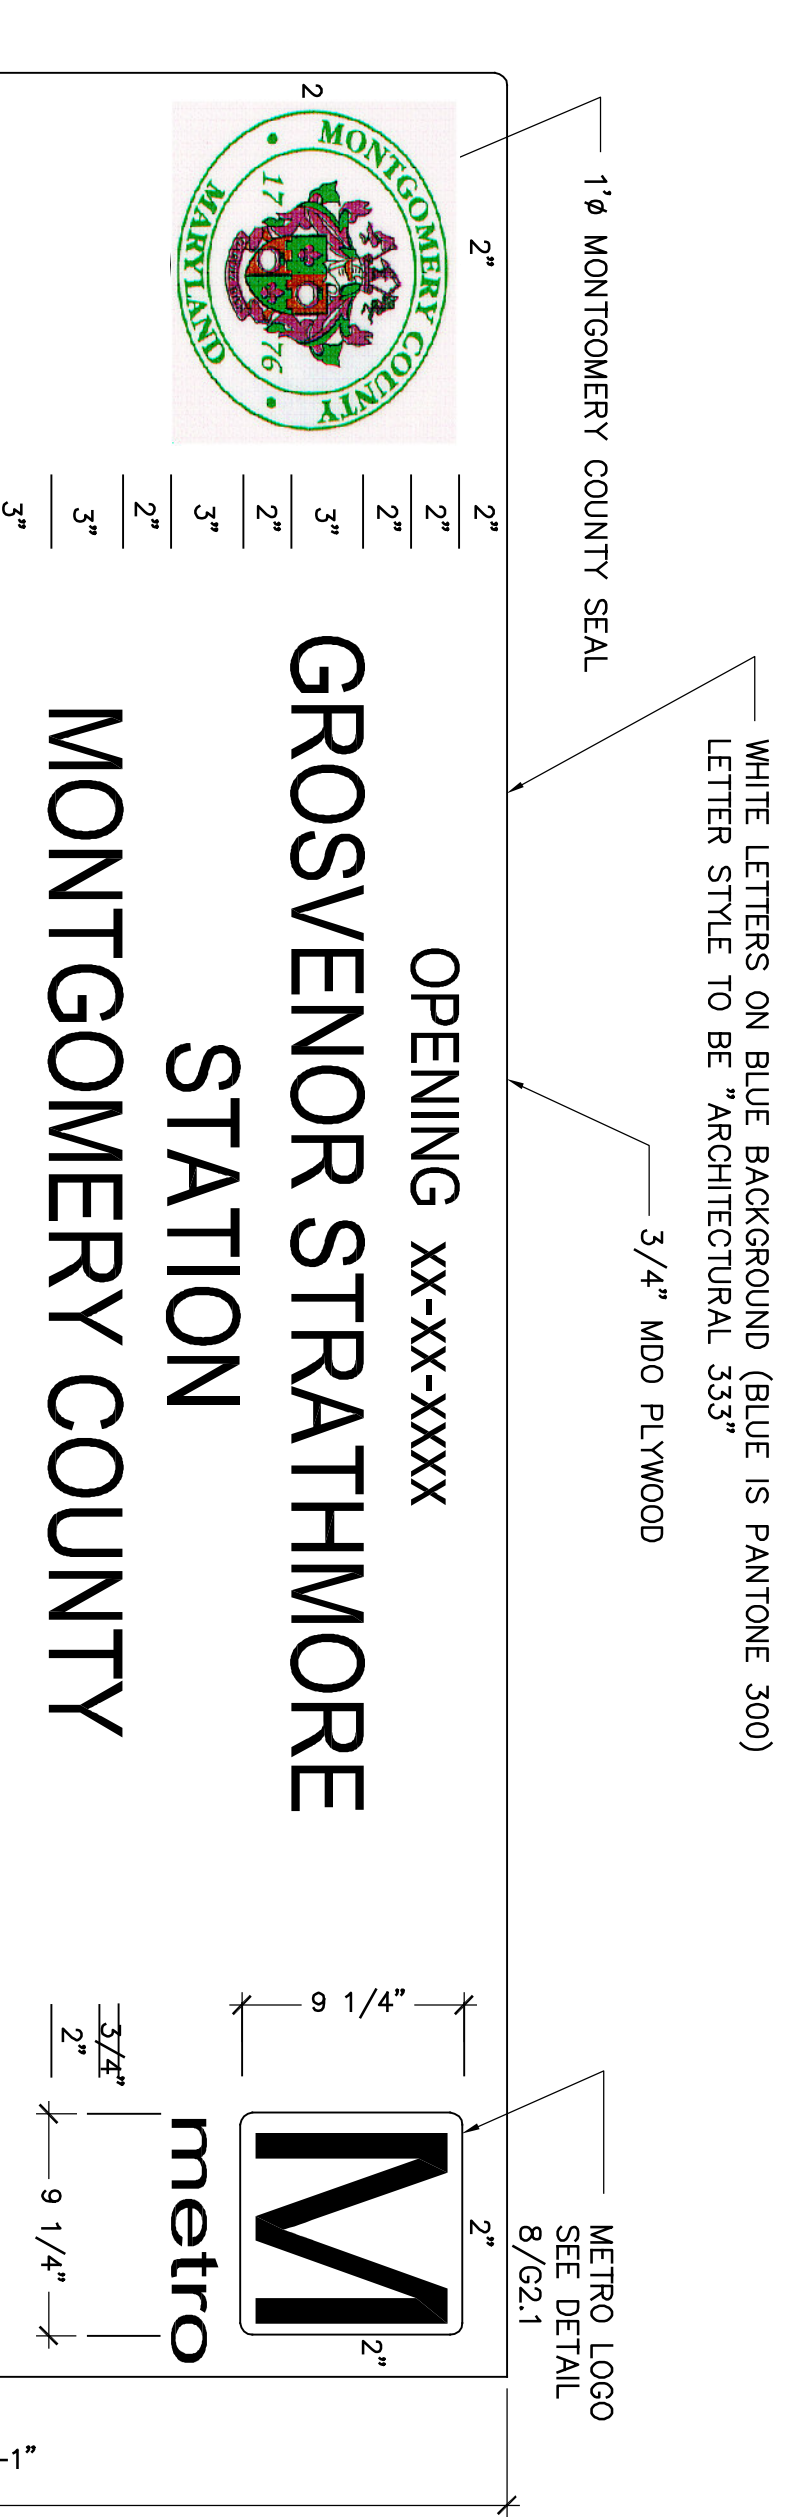 WHITE LETTERS ON BLUE BACKGROUND (BLUE IS PANTONE 300)
LETTER STYLE TO BE "ARCHITECTURAL 333"
3/4" MDO PLYWOOD
1'ø MONTGOMERY COUNTY SEAL
METRO LOGO
SEE DETAIL
8/G2.1
2"
2
MONTGOMERY COUNTY
17 76
MARYLAND
2"
2"
2"
3"
2"
3"
2"
3"
3"
OPENING xx-xx-xxxx
GROSVENOR STRATHMORE
STATION
MONTGOMERY COUNTY
9 1/4"
2"
M
2"
metro
3/4"
2"
9 1/4"
-1"